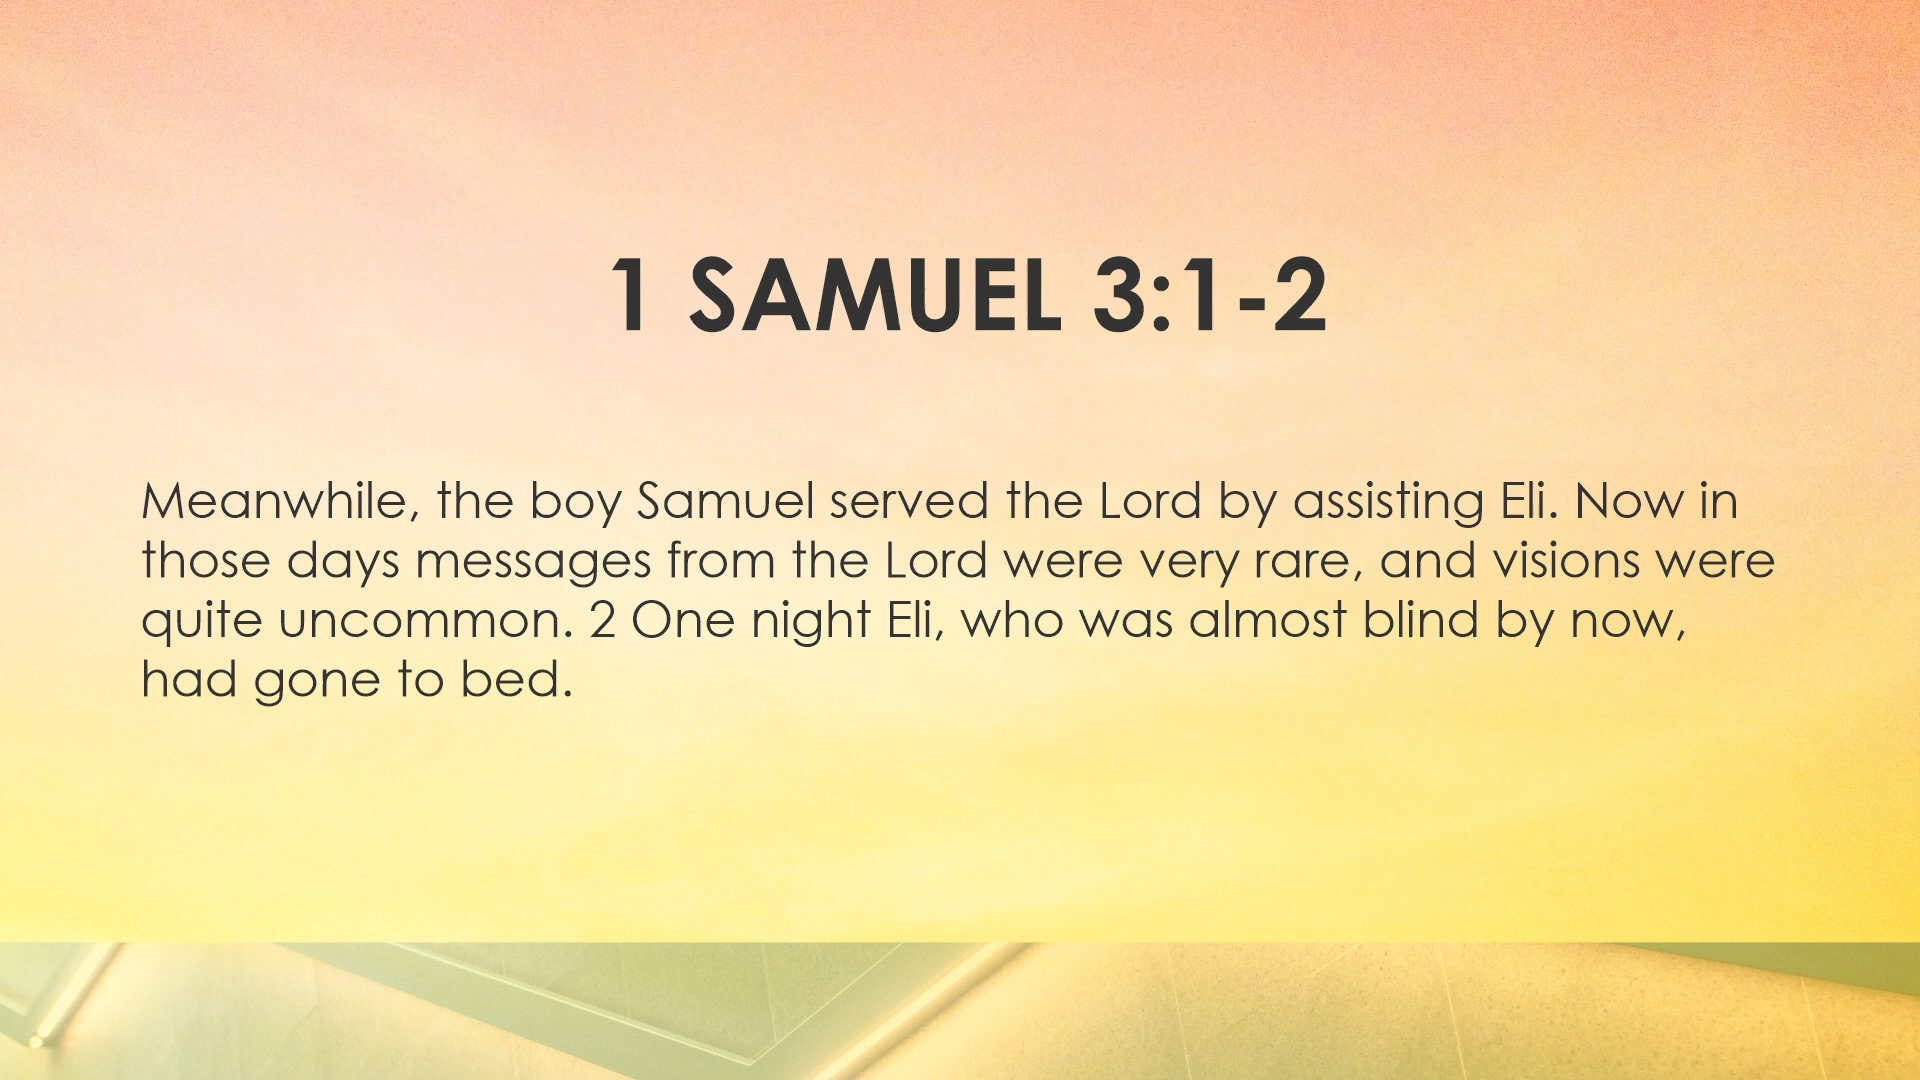 1 SAMUEL 3:1-2
Meanwhile, the boy Samuel served the Lord by assisting Eli. Now in
those days messages from the Lord were very rare, and visions were
quite uncommon. 2 One night Eli, who was almost blind by now,
had gone to bed.